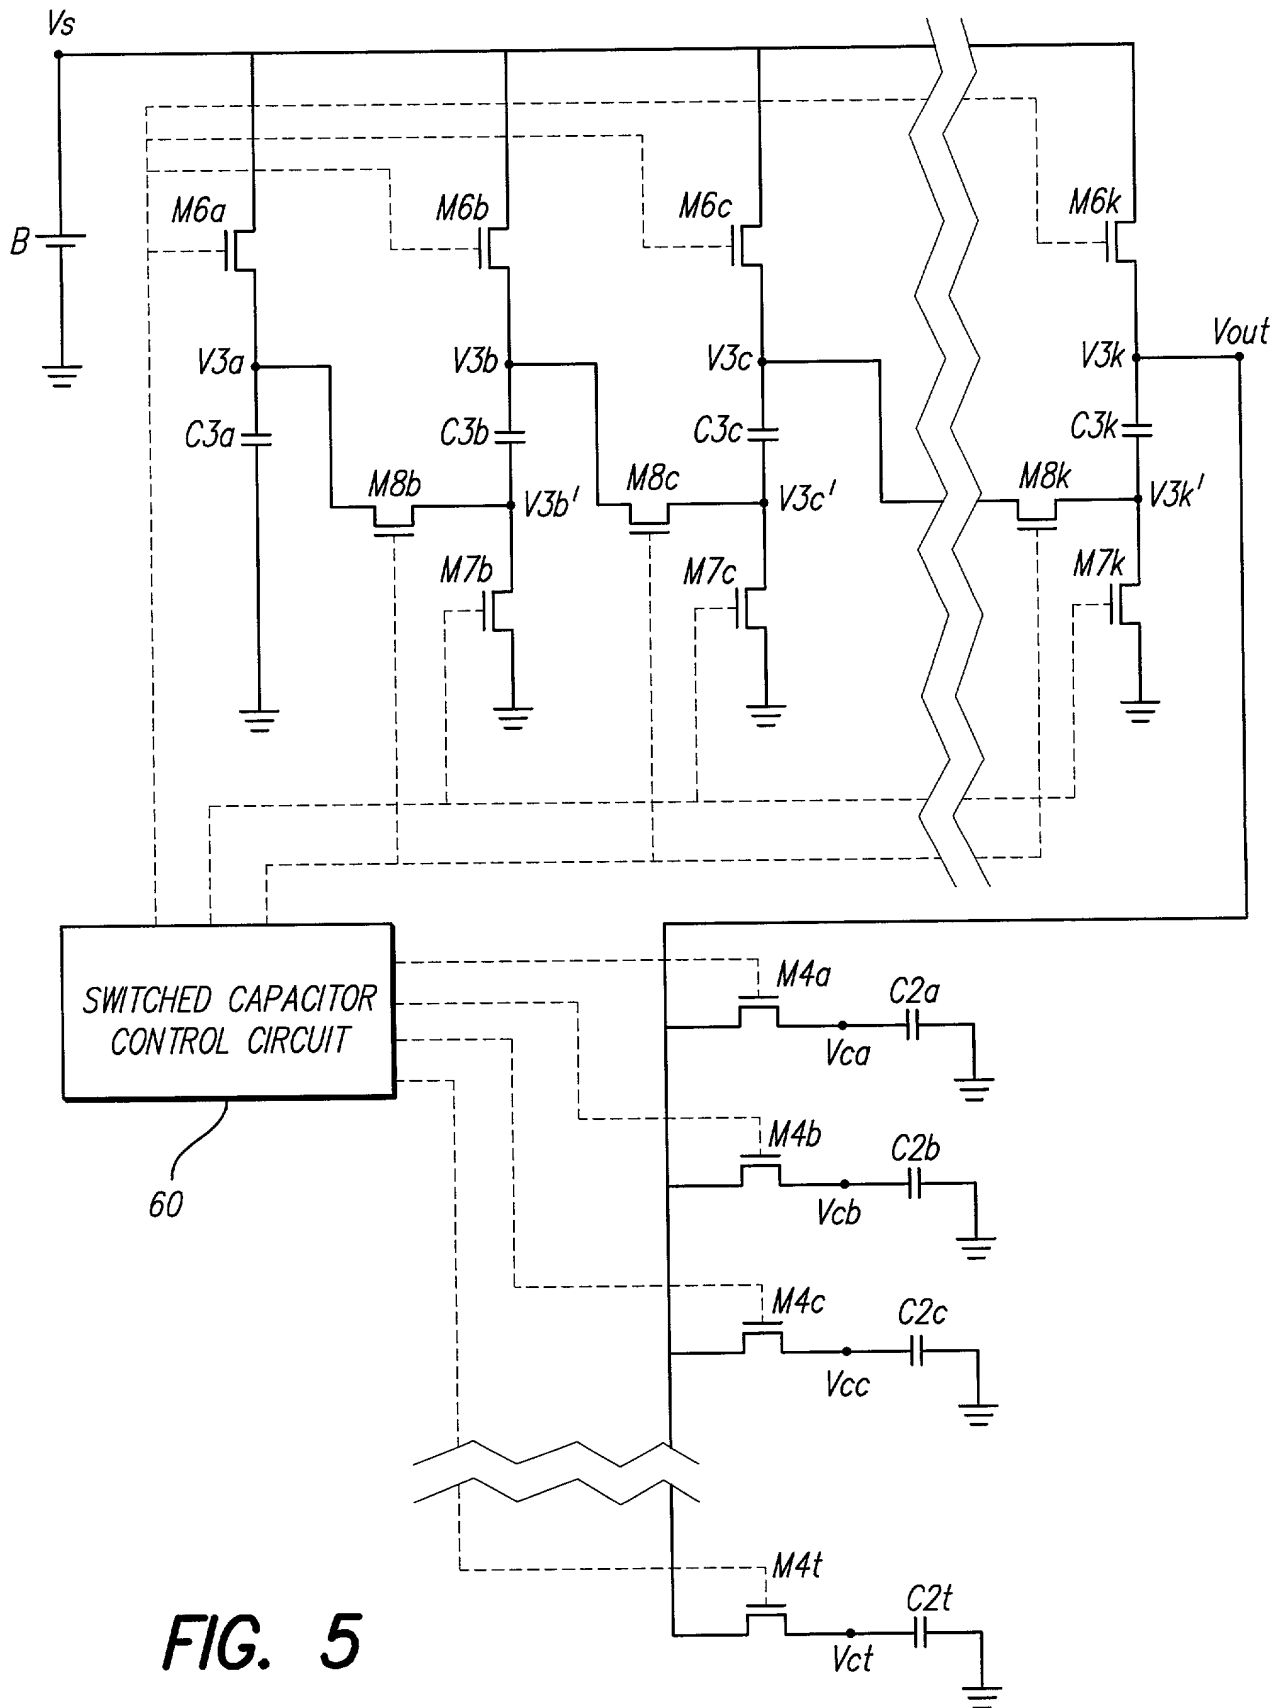 Vs
M6a
M6b
M6c
M6k
B
Vout
V3a
V3b
V3c
V3k
C3a
C3b
C3c
C3k
M8b
M8c
M8k
V3b'
V3c'
V3k'
M7b
M7c
M7k
SWITCHED CAPACITOR
CONTROL CIRCUIT
60
M4a
C2a
Vca
M4b
C2b
Vcb
M4c
C2c
Vcc
M4t
C2t
Vct
FIG. 5